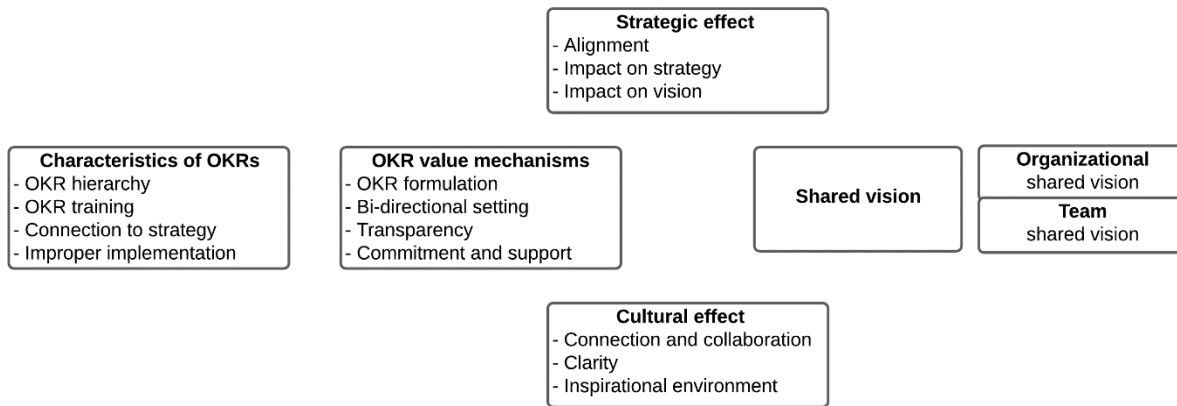 Strategic effect
- Alignment
- Impact on strategy
- Impact on vision
Characteristics of OKRs
- OKR hierarchy
- OKR training
- Connection to strategy
- Improper implementation
OKR value mechanisms
- OKR formulation
- Bi-directional setting
- Transparency
- Commitment and support
Shared vision
Organizational
shared vision
Team
shared vision
Cultural effect
- Connection and collaboration
- Clarity
- Inspirational environment